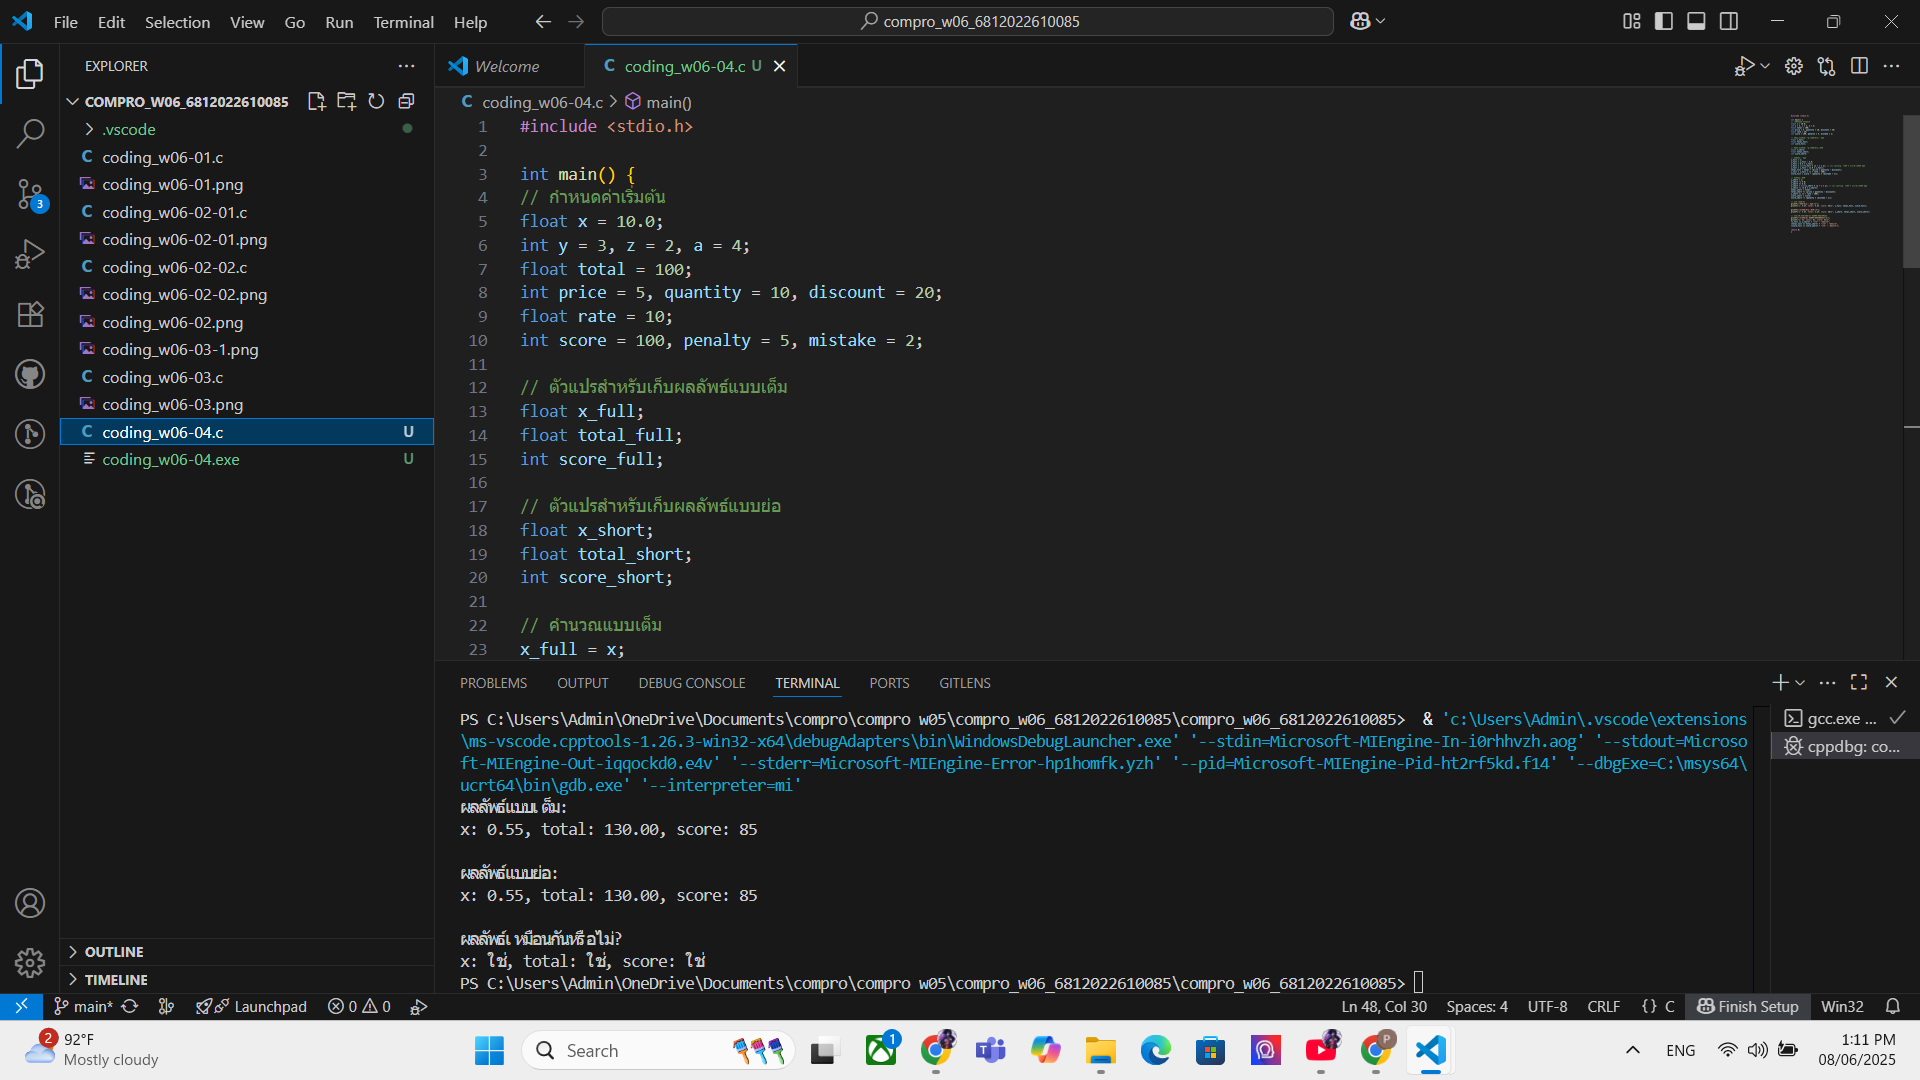 File Edit Selection View Go Run Terminal Help
compro_w06_6812022610085
EXPLORER
COMPRO_W06_6812022610085
.vscode
C coding_w06-01.c
coding_w06-01.png
C coding_w06-02-01.c
coding_w06-02-01.png
C coding_w06-02-02.c
coding_w06-02-02.png
coding_w06-02.png
coding_w06-03-1.png
C coding_w06-03.c
coding_w06-03.png
C coding_w06-04.c U
coding_w06-04.exe U
3
OUTLINE
TIMELINE
Welcome
C coding_w06-04.c U
C coding_w06-04.c > main()
1 #include <stdio.h>
2
3 int main() {
4 // กำหนดค่าเริ่มต้น
5 float x = 10.0;
6 int y = 3, z = 2, a = 4;
7 float total = 100;
8 int price = 5, quantity = 10, discount = 20;
9 float rate = 10;
10 int score = 100, penalty = 5, mistake = 2;
11
12 // ตัวแปรสำหรับเก็บผลลัพธ์แบบเต็ม
13 float x_full;
14 float total_full;
15 int score_full;
16
17 // ตัวแปรสำหรับเก็บผลลัพธ์แบบย่อ
18 float x_short;
19 float total_short;
20 int score_short;
21
22 // คำนวณแบบเต็ม
23 x_full = x;
PROBLEMS OUTPUT DEBUG CONSOLE TERMINAL PORTS GITLENS
PS C:\Users\Admin\OneDrive\Documents\compro\compro w05\compro_w06_6812022610085\compro_w06_6812022610085> & 'c:\Users\Admin\.vscode\extensions
\ms-vscode.cpptools-1.26.3-win32-x64\debugAdapters\bin\WindowsDebugLauncher.exe' '--stdin=Microsoft-MIEngine-In-i0rhhvzh.aog' '--stdout=Microso
ft-MIEngine-Out-iqqockd0.e4v' '--stderr=Microsoft-MIEngine-Error-hp1homfk.yzh' '--pid=Microsoft-MIEngine-Pid-ht2rf5kd.f14' '--dbgExe=C:\msys64\
ucrt64\bin\gdb.exe' '--interpreter=mi'
ผลลัพธ์แบบเต็ม:
x: 0.55, total: 130.00, score: 85

ผลลัพธ์แบบย่อ:
x: 0.55, total: 130.00, score: 85

ผลลัพธ์เหมือนกันหรือไม่?
x: ใช่, total: ใช่, score: ใช่
PS C:\Users\Admin\OneDrive\Documents\compro\compro w05\compro_w06_6812022610085\compro_w06_6812022610085>
gcc.exe ...
cppdbg: co...
main* Launchpad 0 0 Ln 48, Col 30 Spaces: 4 UTF-8 CRLF {} C Finish Setup Win32
2 92°F
Mostly cloudy
Search
1
P
ENG
1:11 PM
08/06/2025